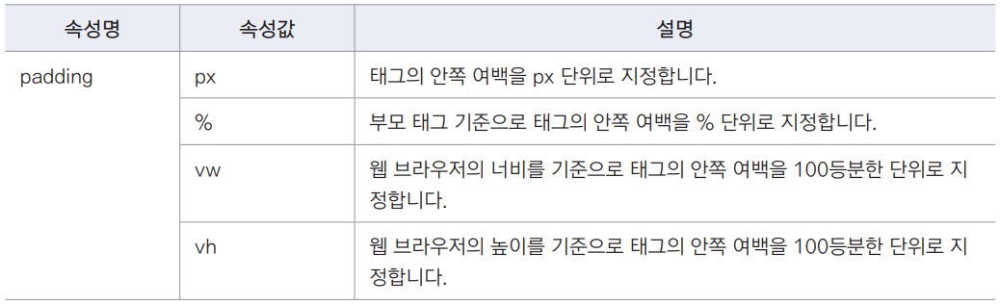 속성명 속성값 설명
padding px 태그의 안쪽 여백을 px 단위로 지정합니다.
% 부모 태그 기준으로 태그의 안쪽 여백을 % 단위로 지정합니다.
vw 웹 브라우저의 너비를 기준으로 태그의 안쪽 여백을 100등분한 단위로 지
정합니다.
vh 웹 브라우저의 높이를 기준으로 태그의 안쪽 여백을 100등분한 단위로 지
정합니다.